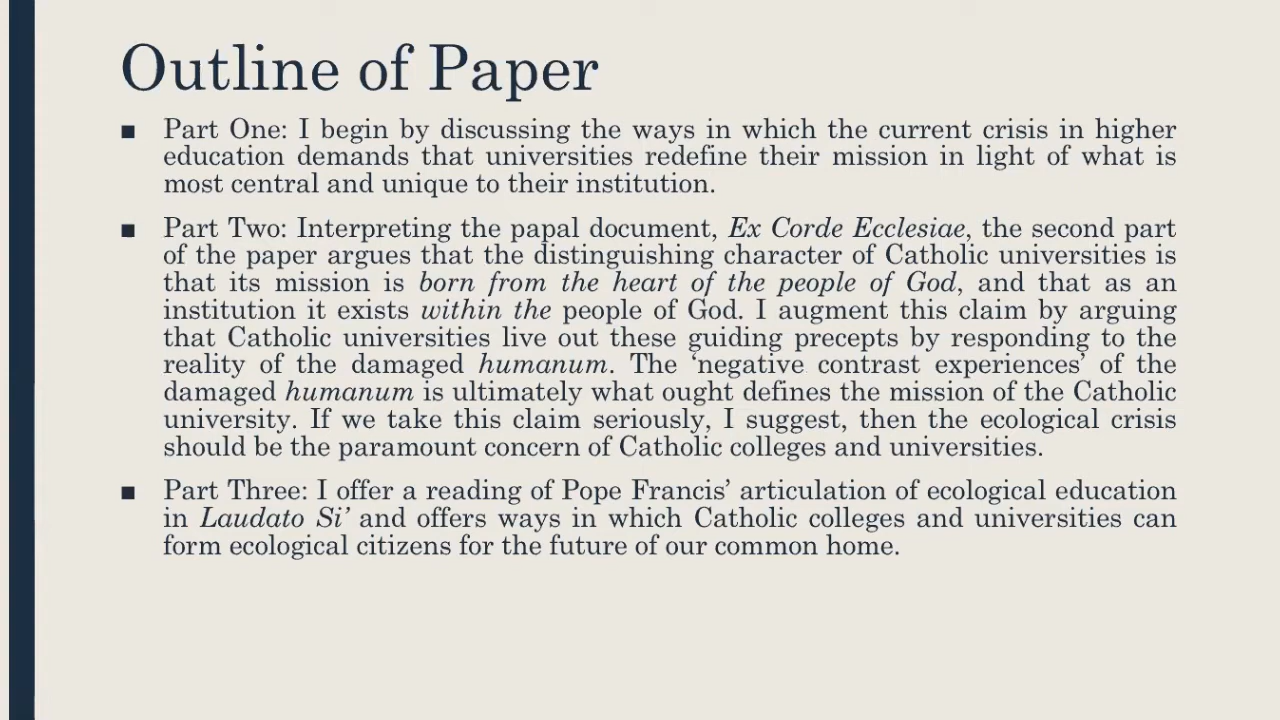 Outline of Paper
■ Part One: I begin by discussing the ways in which the current crisis in higher
education demands that universities redefine their mission in light of what is
most central and unique to their institution.
■ Part Two: Interpreting the papal document, Ex Corde Ecclesiae, the second part
of the paper argues that the distinguishing character of Catholic universities is
that its mission is born from the heart of the people of God, and that as an
institution it exists within the people of God. I augment this claim by arguing
that Catholic universities live out these guiding precepts by responding to the
reality of the damaged humanum. The ‘negative contrast experiences’ of the
damaged humanum is ultimately what ought defines the mission of the Catholic
university. If we take this claim seriously, I suggest, then the ecological crisis
should be the paramount concern of Catholic colleges and universities.
■ Part Three: I offer a reading of Pope Francis’ articulation of ecological education
in Laudato Si’ and offers ways in which Catholic colleges and universities can
form ecological citizens for the future of our common home.